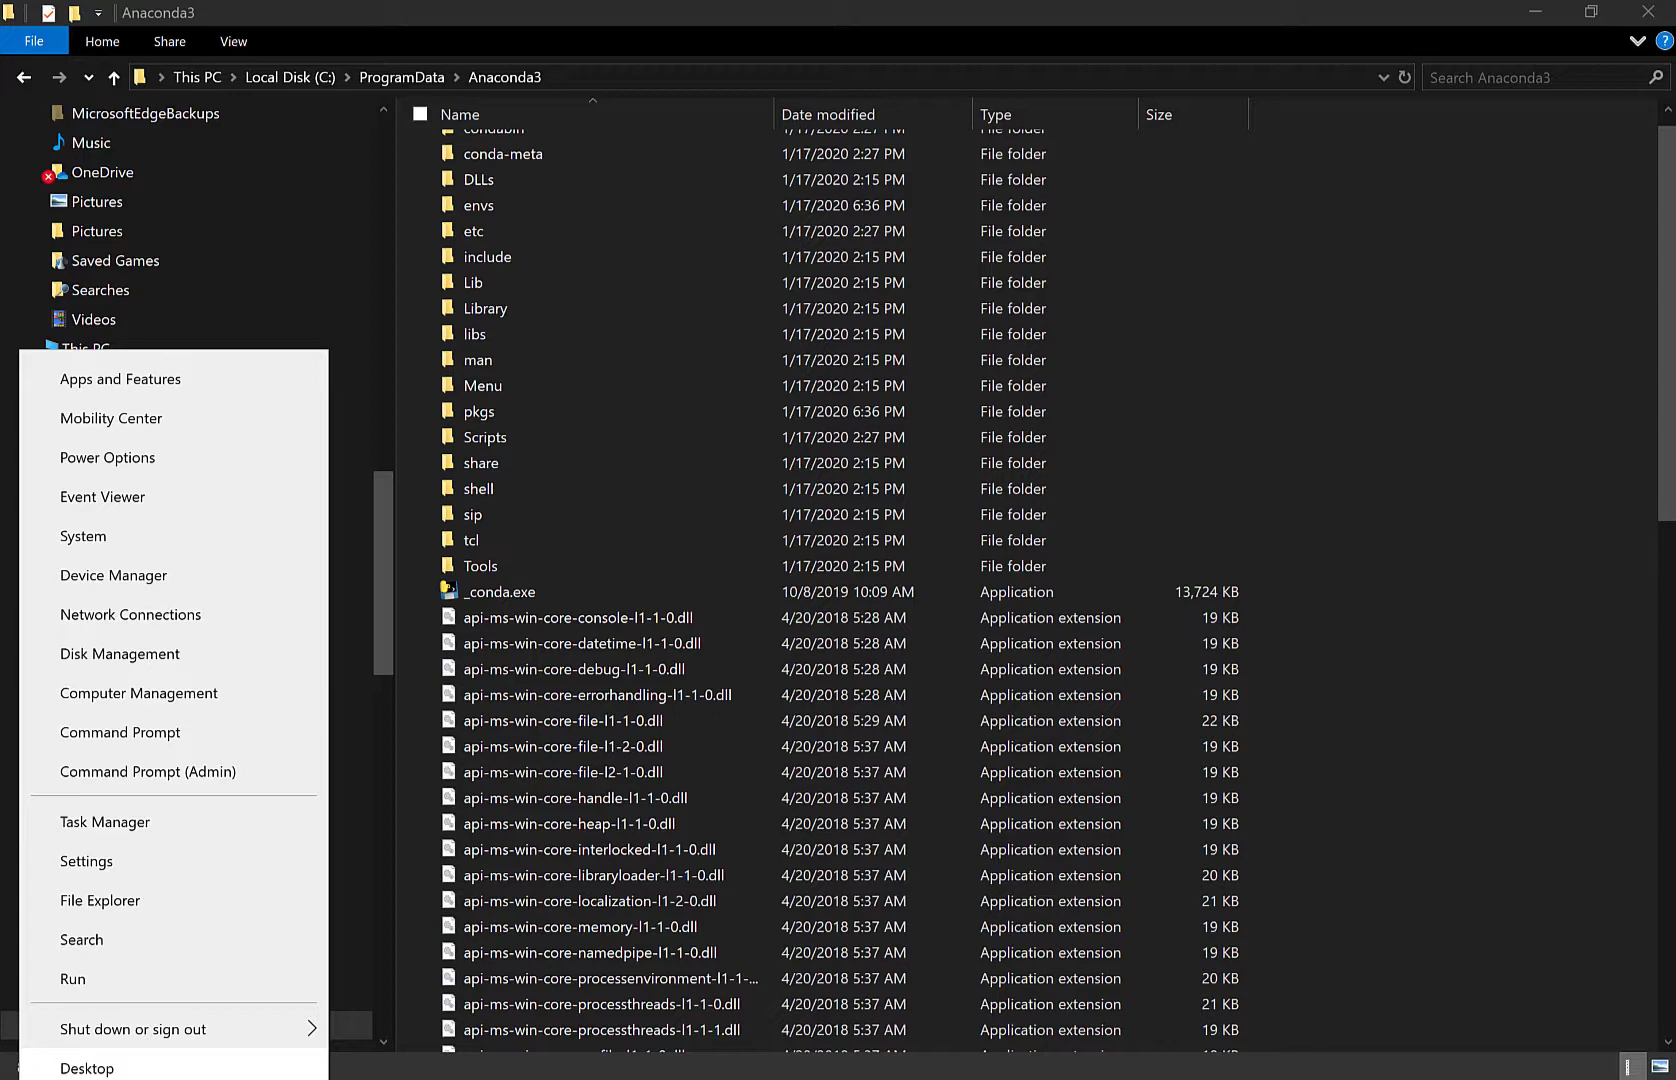 Anaconda3
File Home Share View
This PC Local Disk (C:) ProgramData Anaconda3 Search Anaconda3
MicrosoftEdgeBackups
Music
OneDrive
Pictures
Pictures
Saved Games
Searches
Videos
This PC
Apps and Features
Mobility Center
Power Options
Event Viewer
System
Device Manager
Network Connections
Disk Management
Computer Management
Command Prompt
Command Prompt (Admin)
Task Manager
Settings
File Explorer
Search
Run
Shut down or sign out
Desktop
Name Date modified Type Size
condabin 1/17/2020 2:27 PM File folder
conda-meta 1/17/2020 2:27 PM File folder
DLLs 1/17/2020 2:15 PM File folder
envs 1/17/2020 6:36 PM File folder
etc 1/17/2020 2:27 PM File folder
include 1/17/2020 2:15 PM File folder
Lib 1/17/2020 2:15 PM File folder
Library 1/17/2020 2:15 PM File folder
libs 1/17/2020 2:15 PM File folder
man 1/17/2020 2:15 PM File folder
Menu 1/17/2020 2:15 PM File folder
pkgs 1/17/2020 6:36 PM File folder
Scripts 1/17/2020 2:27 PM File folder
share 1/17/2020 2:15 PM File folder
shell 1/17/2020 2:15 PM File folder
sip 1/17/2020 2:15 PM File folder
tcl 1/17/2020 2:15 PM File folder
Tools 1/17/2020 2:15 PM File folder
_conda.exe 10/8/2019 10:09 AM Application 13,724 KB
api-ms-win-core-console-l1-1-0.dll 4/20/2018 5:28 AM Application extension 19 KB
api-ms-win-core-datetime-l1-1-0.dll 4/20/2018 5:28 AM Application extension 19 KB
api-ms-win-core-debug-l1-1-0.dll 4/20/2018 5:28 AM Application extension 19 KB
api-ms-win-core-errorhandling-l1-1-0.dll 4/20/2018 5:28 AM Application extension 19 KB
api-ms-win-core-file-l1-1-0.dll 4/20/2018 5:29 AM Application extension 22 KB
api-ms-win-core-file-l1-2-0.dll 4/20/2018 5:37 AM Application extension 19 KB
api-ms-win-core-file-l2-1-0.dll 4/20/2018 5:37 AM Application extension 19 KB
api-ms-win-core-handle-l1-1-0.dll 4/20/2018 5:37 AM Application extension 19 KB
api-ms-win-core-heap-l1-1-0.dll 4/20/2018 5:37 AM Application extension 19 KB
api-ms-win-core-interlocked-l1-1-0.dll 4/20/2018 5:37 AM Application extension 19 KB
api-ms-win-core-libraryloader-l1-1-0.dll 4/20/2018 5:37 AM Application extension 20 KB
api-ms-win-core-localization-l1-2-0.dll 4/20/2018 5:37 AM Application extension 21 KB
api-ms-win-core-memory-l1-1-0.dll 4/20/2018 5:37 AM Application extension 19 KB
api-ms-win-core-namedpipe-l1-1-0.dll 4/20/2018 5:37 AM Application extension 19 KB
api-ms-win-core-processenvironment-l1-1-... 4/20/2018 5:37 AM Application extension 20 KB
api-ms-win-core-processthreads-l1-1-0.dll 4/20/2018 5:37 AM Application extension 21 KB
api-ms-win-core-processthreads-l1-1-1.dll 4/20/2018 5:37 AM Application extension 19 KB